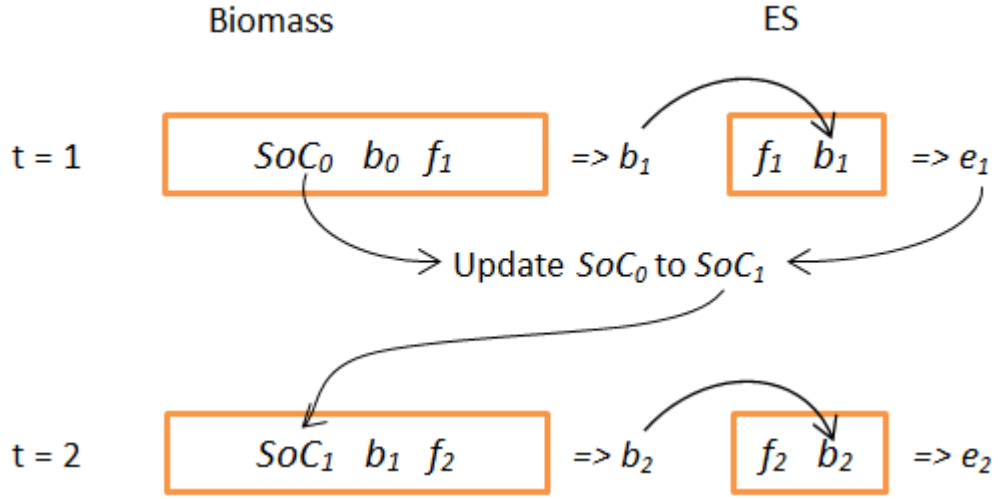 Biomass ES
t = 1 SoC₀ b₀ f₁ => b₁ f₁ b₁ => e₁
Update SoC₀ to SoC₁
t = 2 SoC₁ b₁ f₂ => b₂ f₂ b₂ => e₂